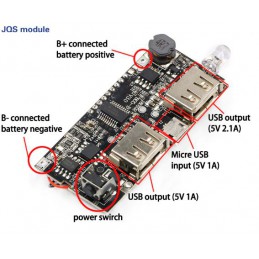 JQS module
B+ connected
battery positive
B- connected
battery negative
USB output
(5V 2.1A)
Micre USB
input (5V 1A)
USB output (5V 1A)
power swirch